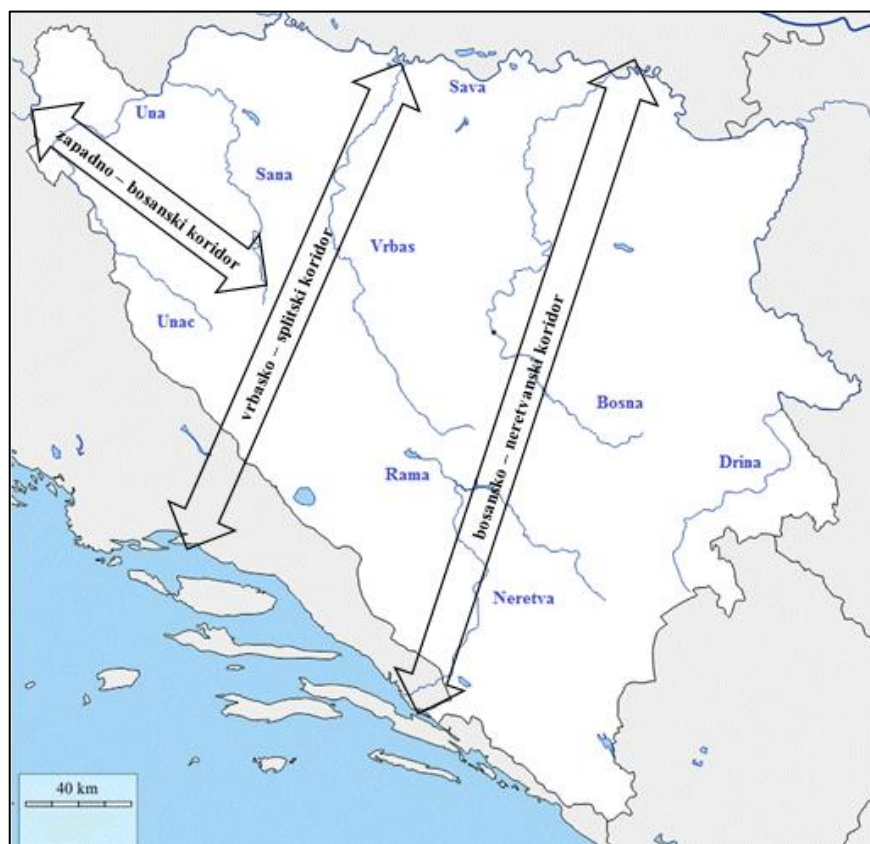 Sava
Una
zapadno – bosanski koridor
Sana
Vrbas
vrbasko – splitski koridor
bosansko – neretvanski koridor
Unac
Bosna
Drina
Rama
Neretva
40 km